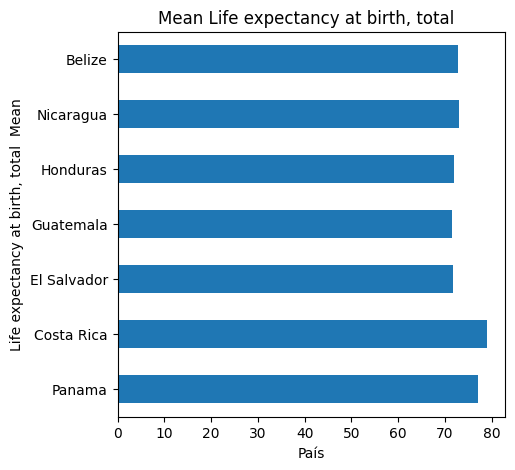 Mean Life expectancy at birth, total
Life expectancy at birth, total  Mean
Belize
Nicaragua
Honduras
Guatemala
El Salvador
Costa Rica
Panama
0 10 20 30 40 50 60 70 80
País